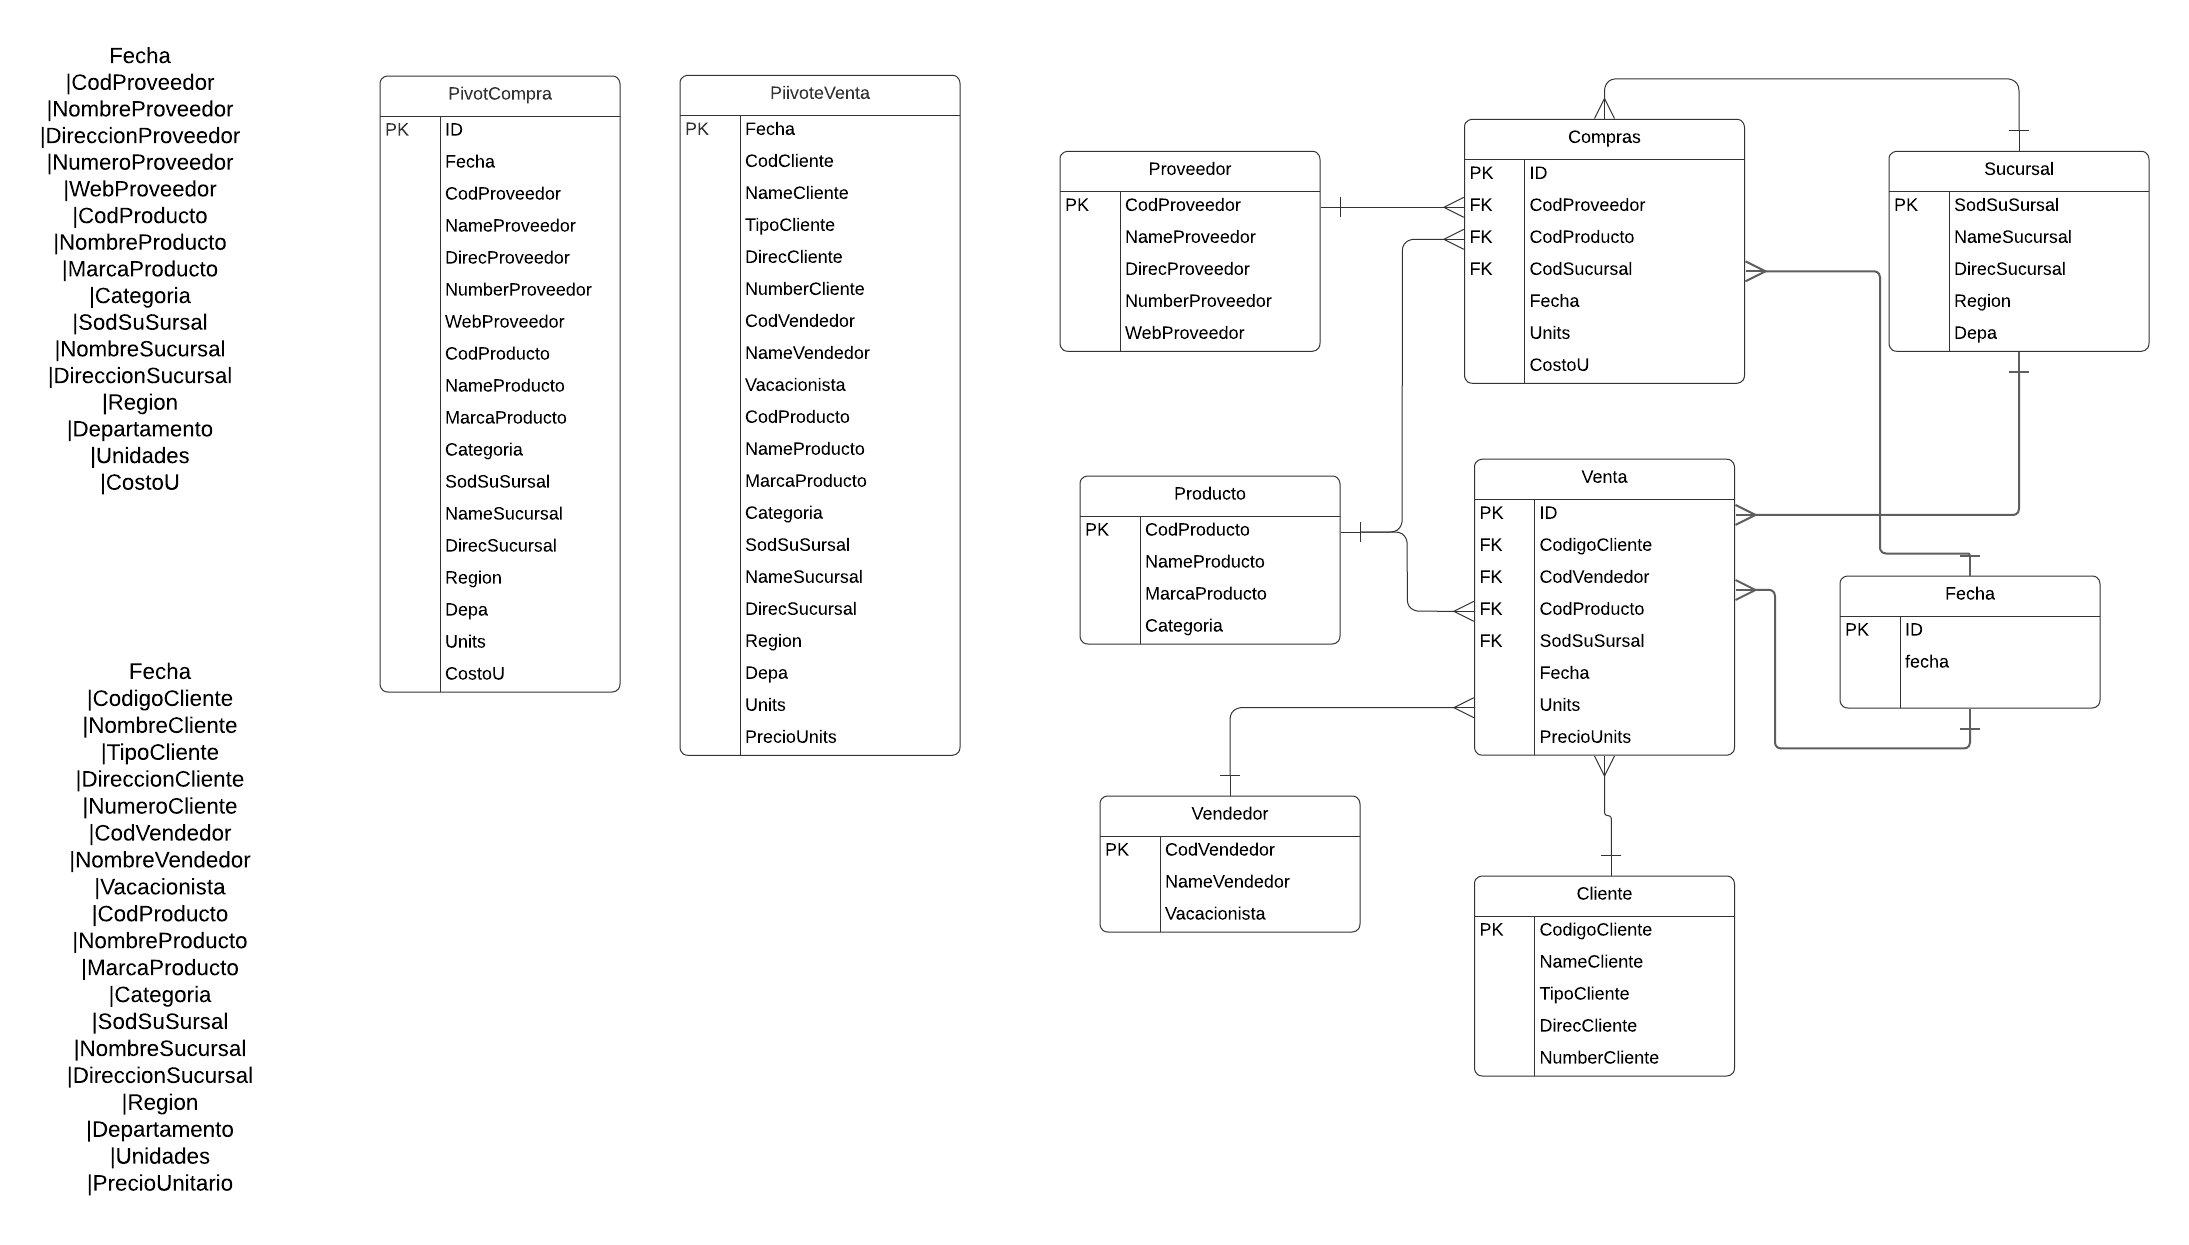 Fecha
|CodProveedor
|NombreProveedor
|DireccionProveedor
|NumeroProveedor
|WebProveedor
|CodProducto
|NombreProducto
|MarcaProducto
|Categoria
|SodSuSursal
|NombreSucursal
|DireccionSucursal
|Region
|Departamento
|Unidades
|CostoU
Fecha
|CodigoCliente
|NombreCliente
|TipoCliente
|DireccionCliente
|NumeroCliente
|CodVendedor
|NombreVendedor
|Vacacionista
|CodProducto
|NombreProducto
|MarcaProducto
|Categoria
|SodSuSursal
|NombreSucursal
|DireccionSucursal
|Region
|Departamento
|Unidades
|PrecioUnitario
PivotCompra
PK ID
Fecha
CodProveedor
NameProveedor
DirecProveedor
NumberProveedor
WebProveedor
CodProducto
NameProducto
MarcaProducto
Categoria
SodSuSursal
NameSucursal
DirecSucursal
Region
Depa
Units
CostoU
PiivoteVenta
PK Fecha
CodCliente
NameCliente
TipoCliente
DirecCliente
NumberCliente
CodVendedor
NameVendedor
Vacacionista
CodProducto
NameProducto
MarcaProducto
Categoria
SodSuSursal
NameSucursal
DirecSucursal
Region
Depa
Units
PrecioUnits
Proveedor
PK CodProveedor
NameProveedor
DirecProveedor
NumberProveedor
WebProveedor
Compras
PK ID
FK CodProveedor
FK CodProducto
FK CodSucursal
Fecha
Units
CostoU
Sucursal
PK SodSuSursal
NameSucursal
DirecSucursal
Region
Depa
Producto
PK CodProducto
NameProducto
MarcaProducto
Categoria
Venta
PK ID
FK CodigoCliente
FK CodVendedor
FK CodProducto
FK SodSuSursal
Fecha
Units
PrecioUnits
Fecha
PK ID
fecha
Vendedor
PK CodVendedor
NameVendedor
Vacacionista
Cliente
PK CodigoCliente
NameCliente
TipoCliente
DirecCliente
NumberCliente